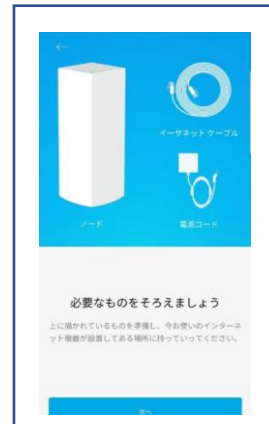 イーサネット ケーブル
ノード
電源コード
必要なものをそろえましょう
上に描かれているものを準備し、今お使いのインターネ
ット機器が設置してある場所に持っていってください。
次へ